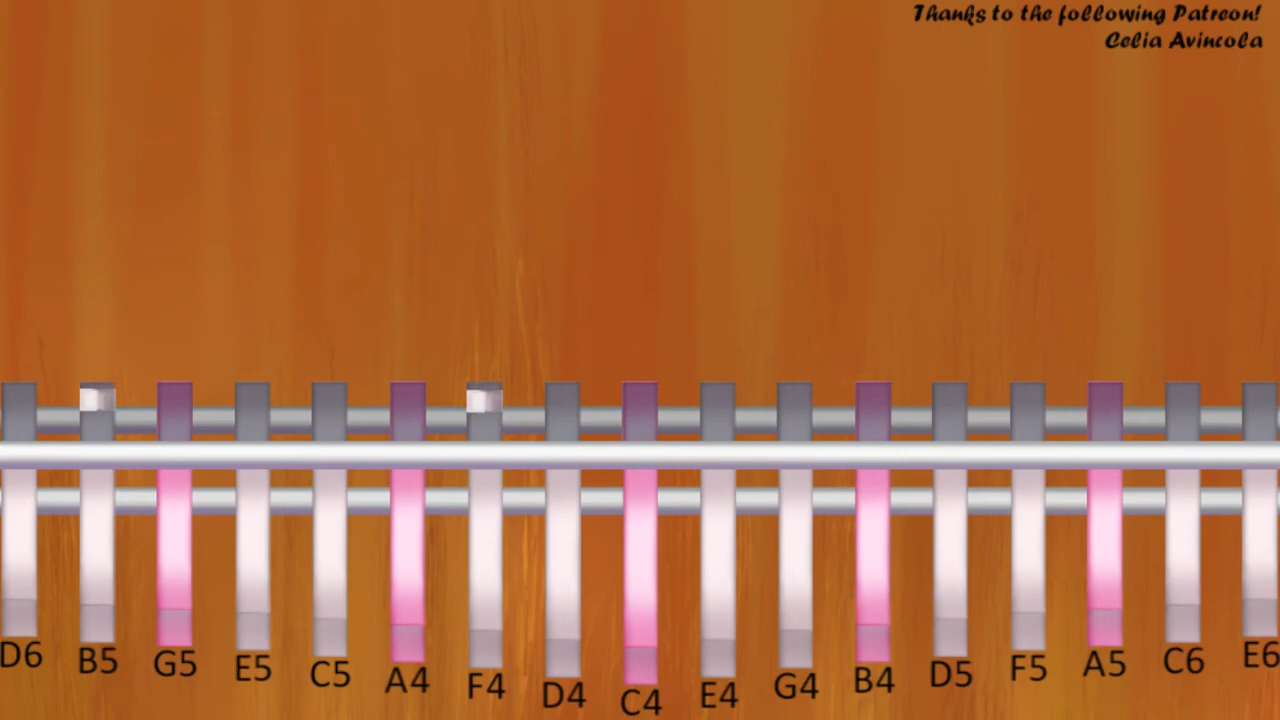 Thanks to the following Patreon!
Celia Avincola
D6 B5 G5 E5 C5 A4 F4 D4 C4 E4 G4 B4 D5 F5 A5 C6 E6